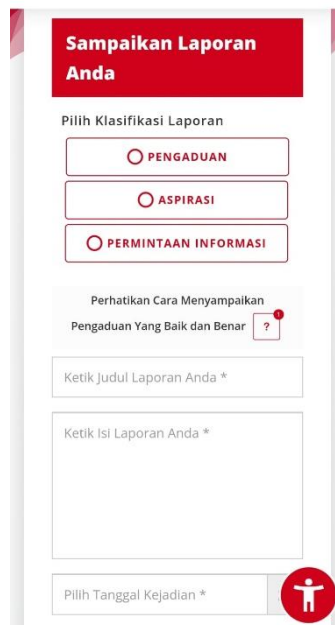 Sampaikan Laporan
Anda
Pilih Klasifikasi Laporan
PENGADUAN
ASPIRASI
PERMINTAAN INFORMASI
Perhatikan Cara Menyampaikan
Pengaduan Yang Baik dan Benar ?
Ketik Judul Laporan Anda *
Ketik Isi Laporan Anda *
Pilih Tanggal Kejadian *